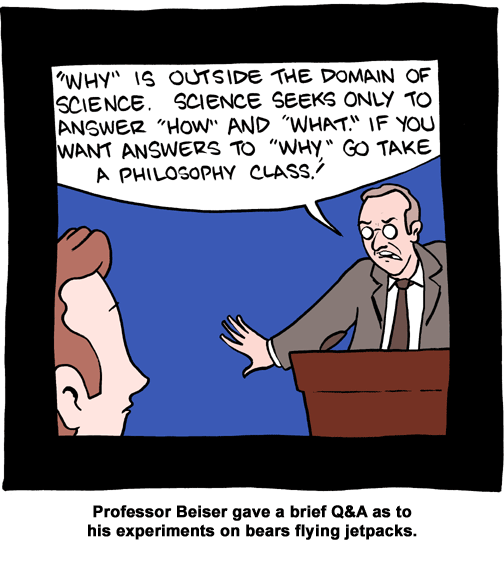 "WHY" IS OUTSIDE THE DOMAIN OF
SCIENCE. SCIENCE SEEKS ONLY TO
ANSWER "HOW" AND "WHAT." IF YOU
WANT ANSWERS TO "WHY," GO TAKE
A PHILOSOPHY CLASS!
Professor Beiser gave a brief Q&A as to
his experiments on bears flying jetpacks.